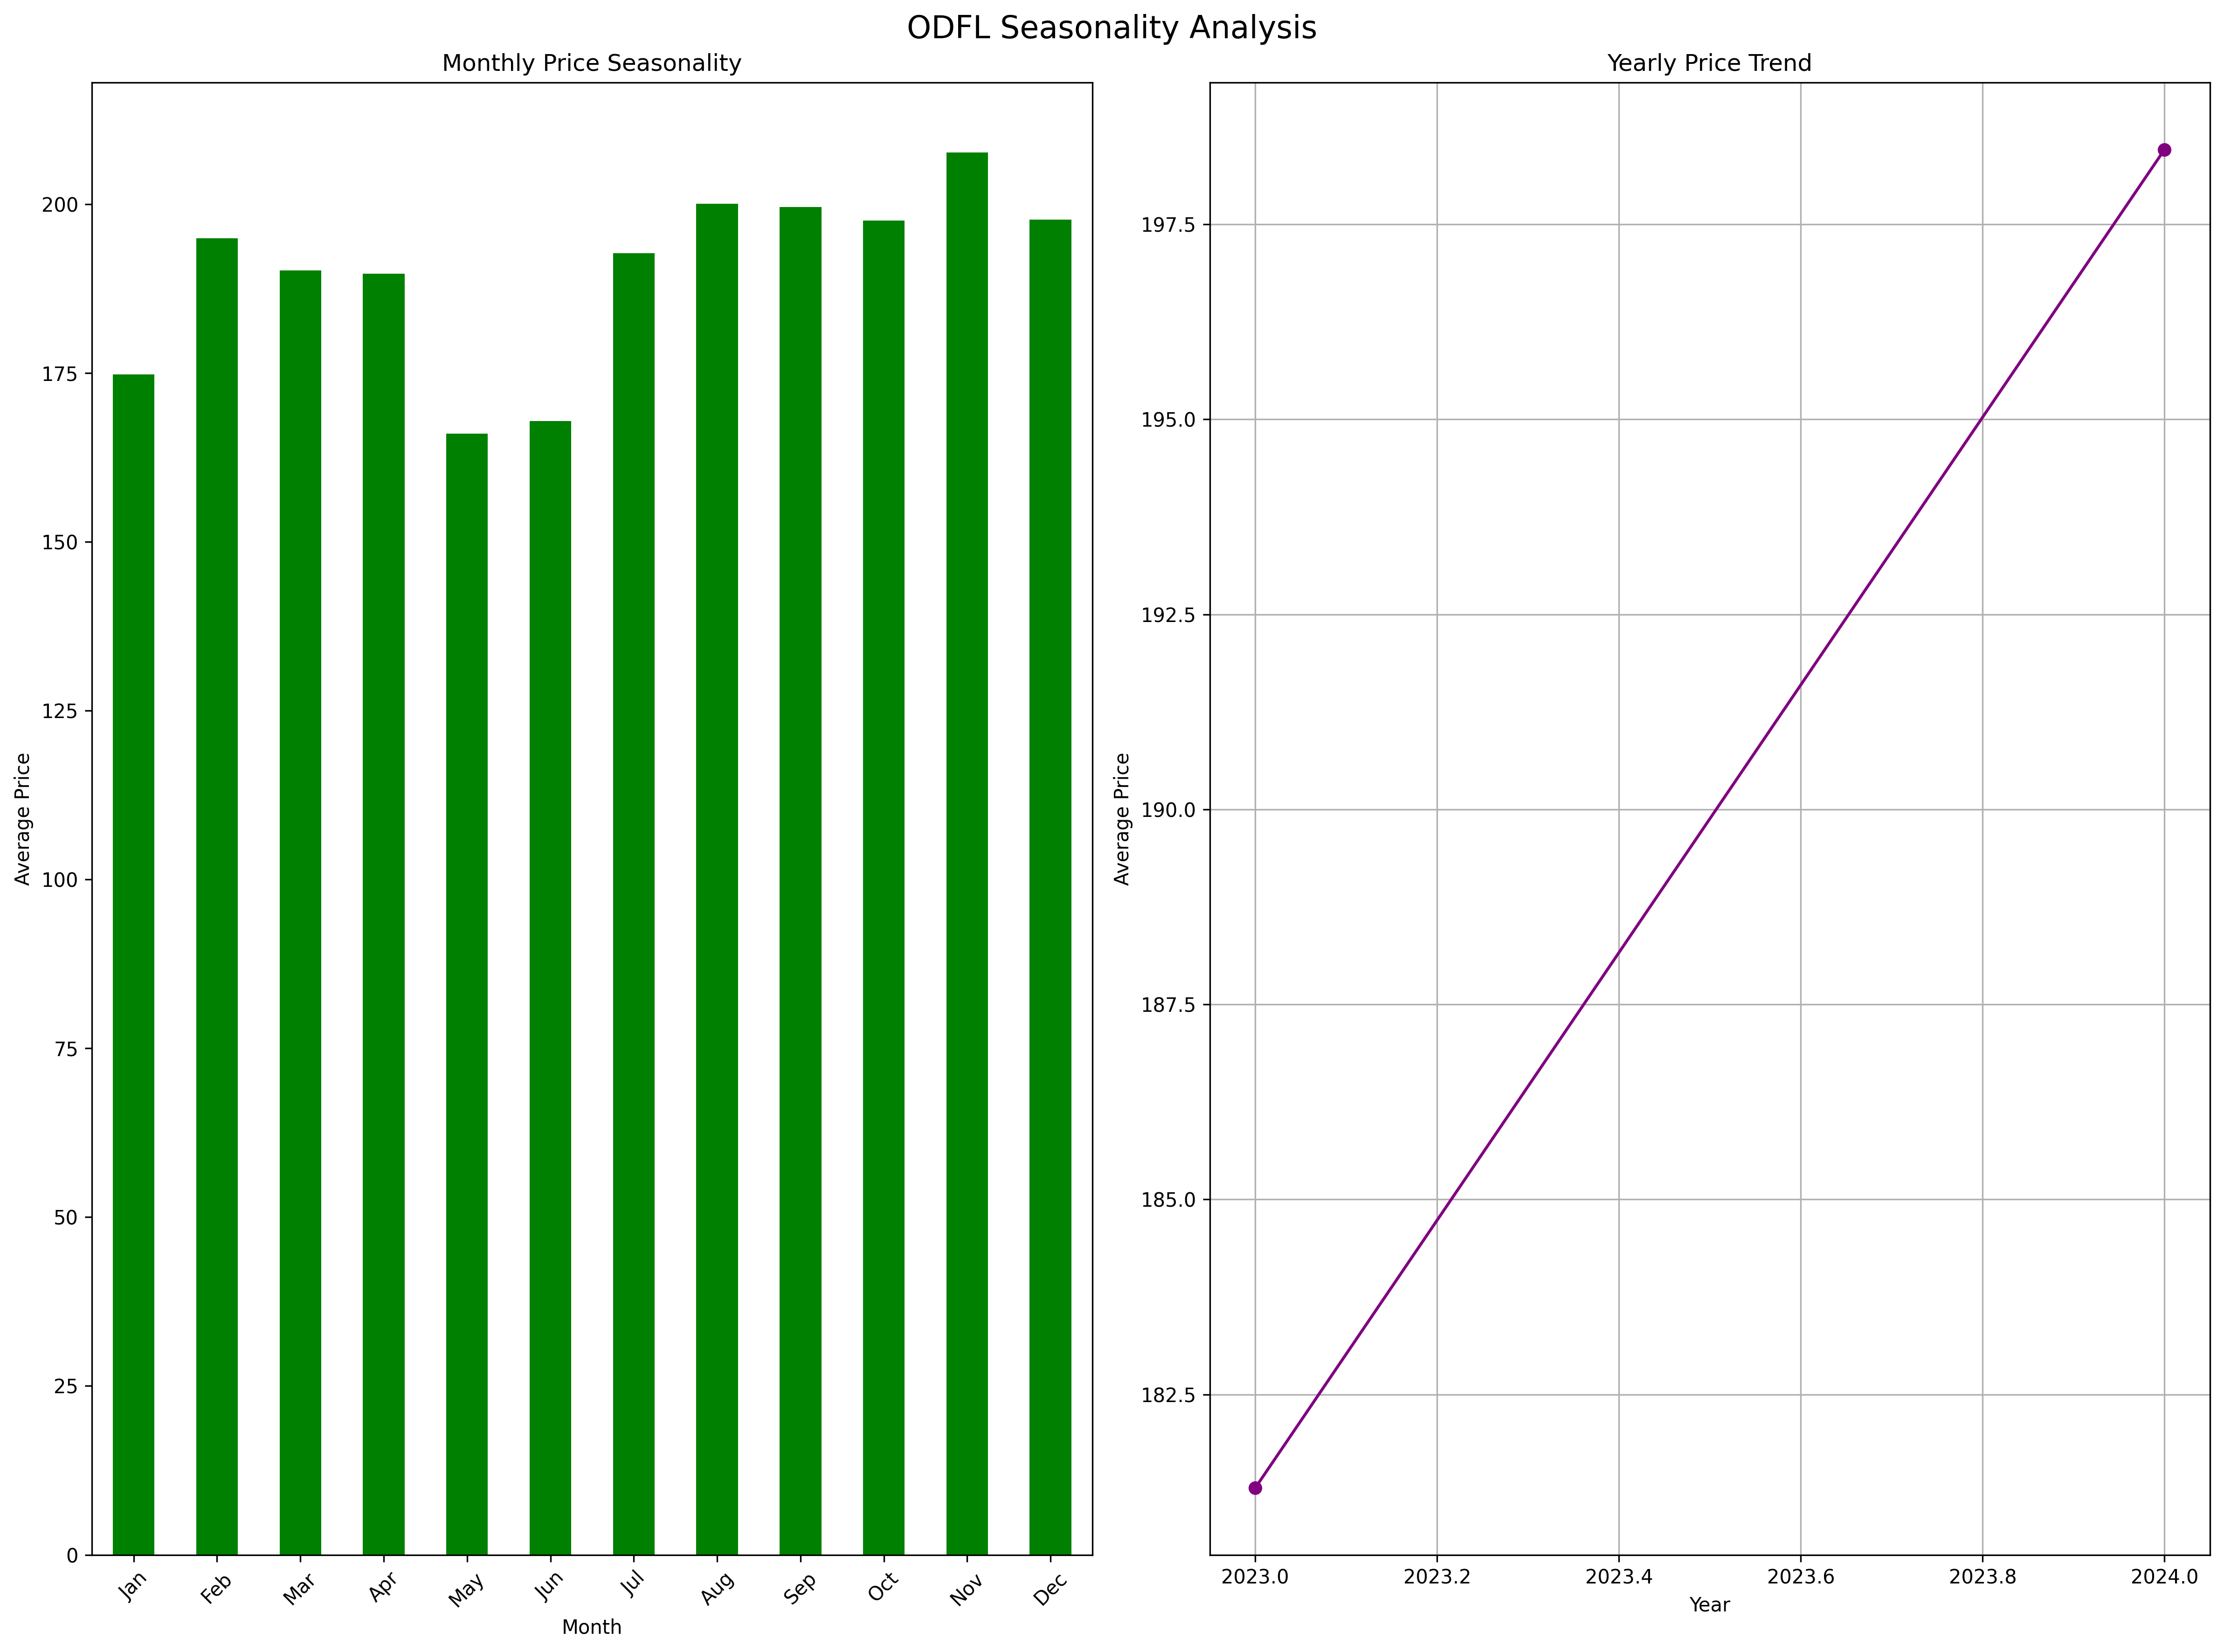 ODFL Seasonality Analysis
Monthly Price Seasonality
Average Price
200
175
150
125
100
75
50
25
0
Jan Feb Mar Apr May Jun Jul Aug Sep Oct Nov Dec
Month
Yearly Price Trend
Average Price
197.5
195.0
192.5
190.0
187.5
185.0
182.5
2023.0 2023.2 2023.4 2023.6 2023.8 2024.0
Year